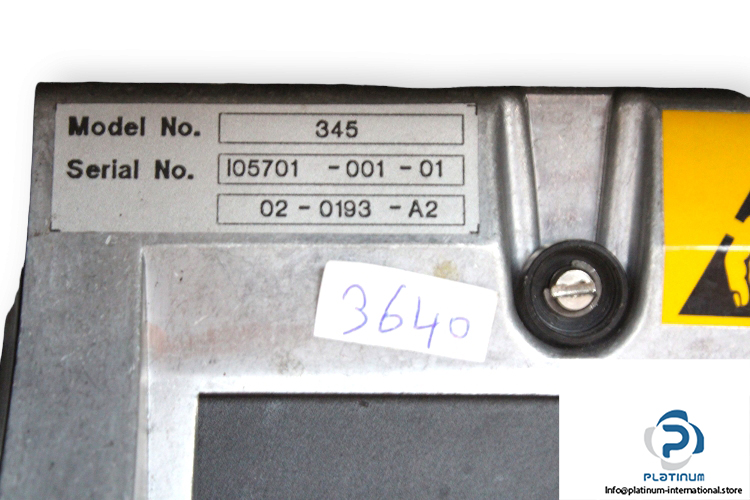 Model No. 345
Serial No. I05701 -001 -01
02-0193-A2
3640
PLATINUM
Info@platinum-international.store